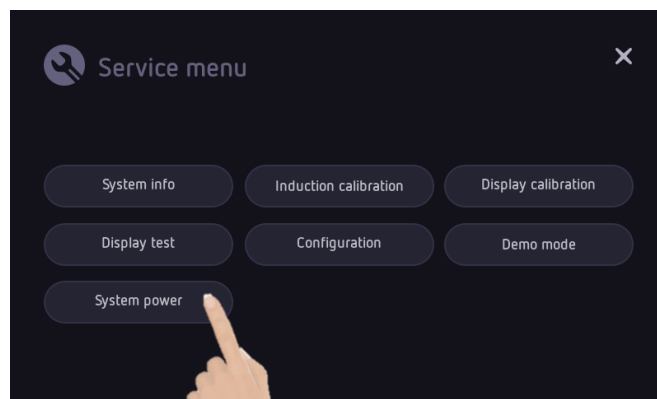 Service menu
System info
Induction calibration
Display calibration
Display test
Configuration
Demo mode
System power